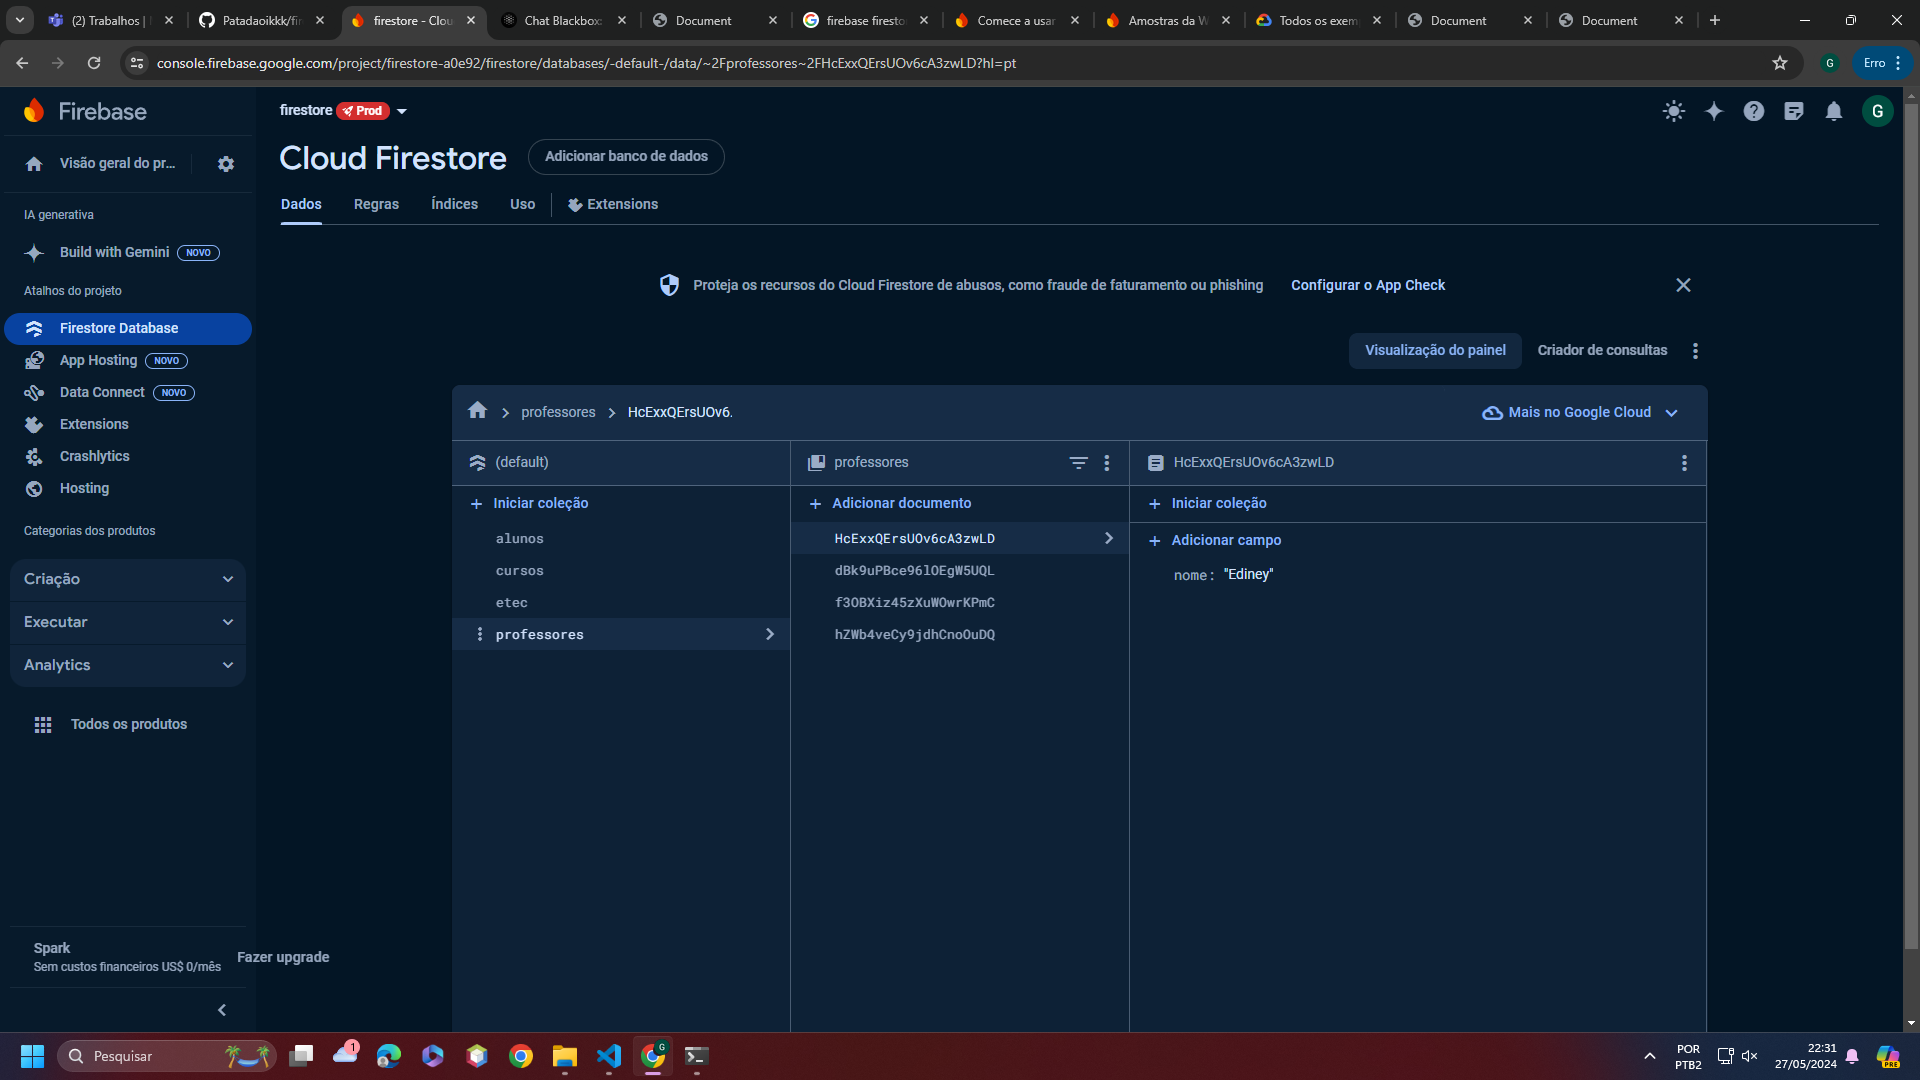 (2) Trabalhos |
Patadaoikkk/fir
firestore - Clou
Chat Blackbox:
Document
firebase firesto
Comece a usar
Amostras da W
Todos os exem
Document
Document
console.firebase.google.com/project/firestore-a0e92/firestore/databases/-default-/data/~2Fprofessores~2FHcExxQErsUOv6cA3zwLD?hl=pt
G
Erro
Firebase
firestore
Prod
G
Visão geral do pr...
Cloud Firestore
Adicionar banco de dados
Dados
Regras
Índices
Uso
Extensions
IA generativa
Build with Gemini
NOVO
Atalhos do projeto
Proteja os recursos do Cloud Firestore de abusos, como fraude de faturamento ou phishing
Configurar o App Check
Firestore Database
App Hosting
NOVO
Data Connect
NOVO
Extensions
Crashlytics
Hosting
Categorias dos produtos
Criação
Executar
Analytics
Todos os produtos
Visualização do painel
Criador de consultas
professores
HcExxQErsUOv6.
Mais no Google Cloud
(default)
Iniciar coleção
alunos
cursos
etec
professores
professores
Adicionar documento
HcExxQErsUOv6cA3zwLD
dBk9uPBce96lOEgW5UQL
f3OBXiz45zXuWOwrKPmC
hZWb4veCy9jdhCnoOuDQ
HcExxQErsUOv6cA3zwLD
Iniciar coleção
Adicionar campo
nome: "Ediney"
Spark
Sem custos financeiros US$ 0/mês
Fazer upgrade
Pesquisar
1
G
POR
PTB2
22:31
27/05/2024
PRE